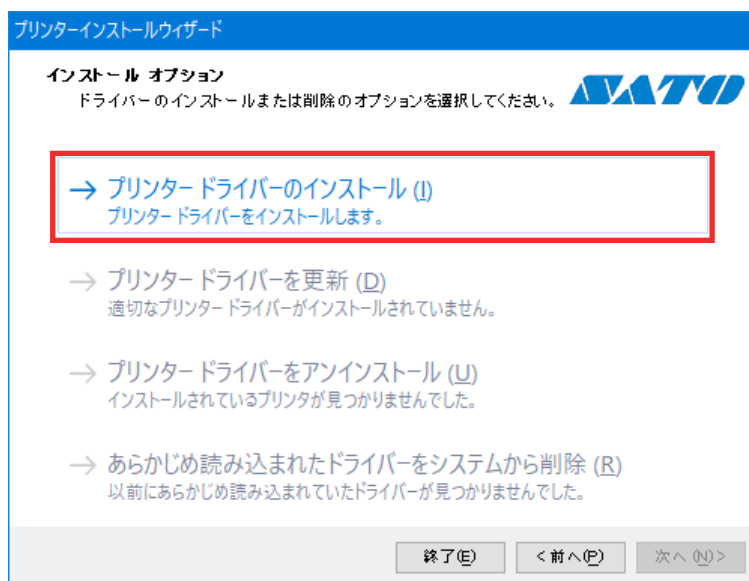 プリンターインストールウィザード
インストール オプション
ドライバーのインストールまたは削除のオプションを選択してください。
SATO
→ プリンター ドライバーのインストール (I)
プリンター ドライバーをインストールします。
→ プリンター ドライバーを更新 (D)
適切なプリンター ドライバーがインストールされていません。
→ プリンター ドライバーをアンインストール (U)
インストールされているプリンタが見つかりませんでした。
→ あらかじめ読み込まれたドライバーをシステムから削除 (R)
以前にあらかじめ読み込まれていたドライバーが見つかりませんでした。
終了(E) <前へ(P) 次へ(N)>